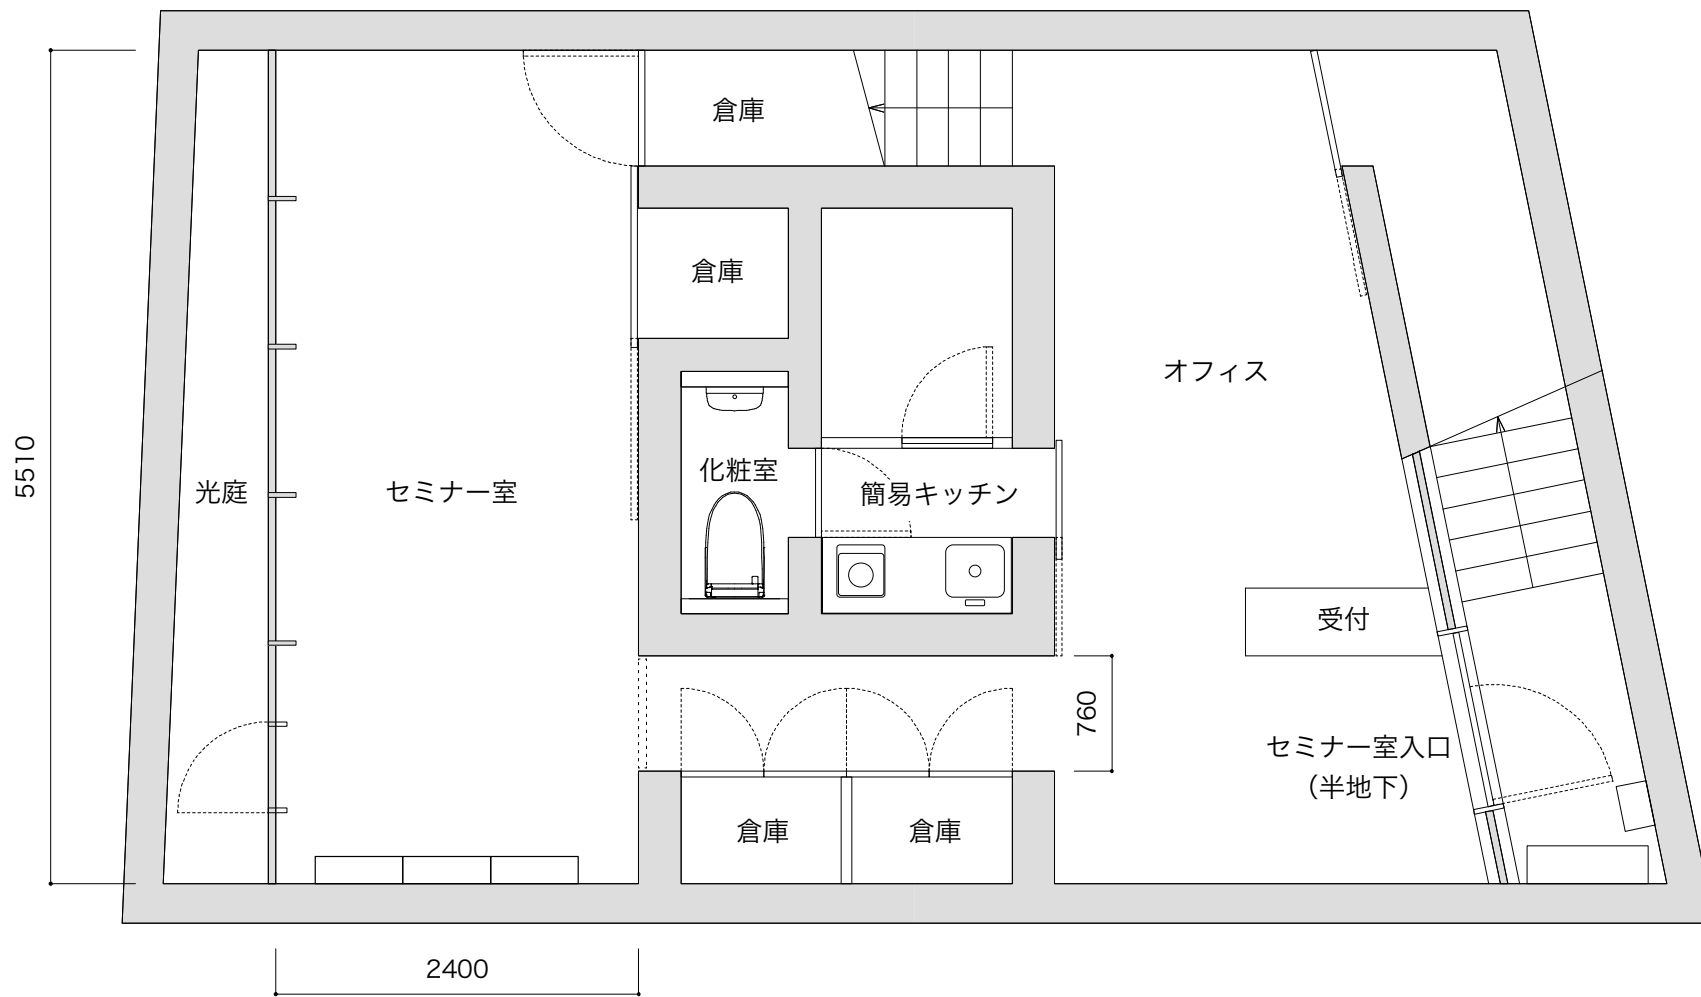 倉庫
倉庫
オフィス
5510
光庭
セミナー室
化粧室
簡易キッチン
受付
760
セミナー室入口
（半地下）
倉庫
倉庫
2400